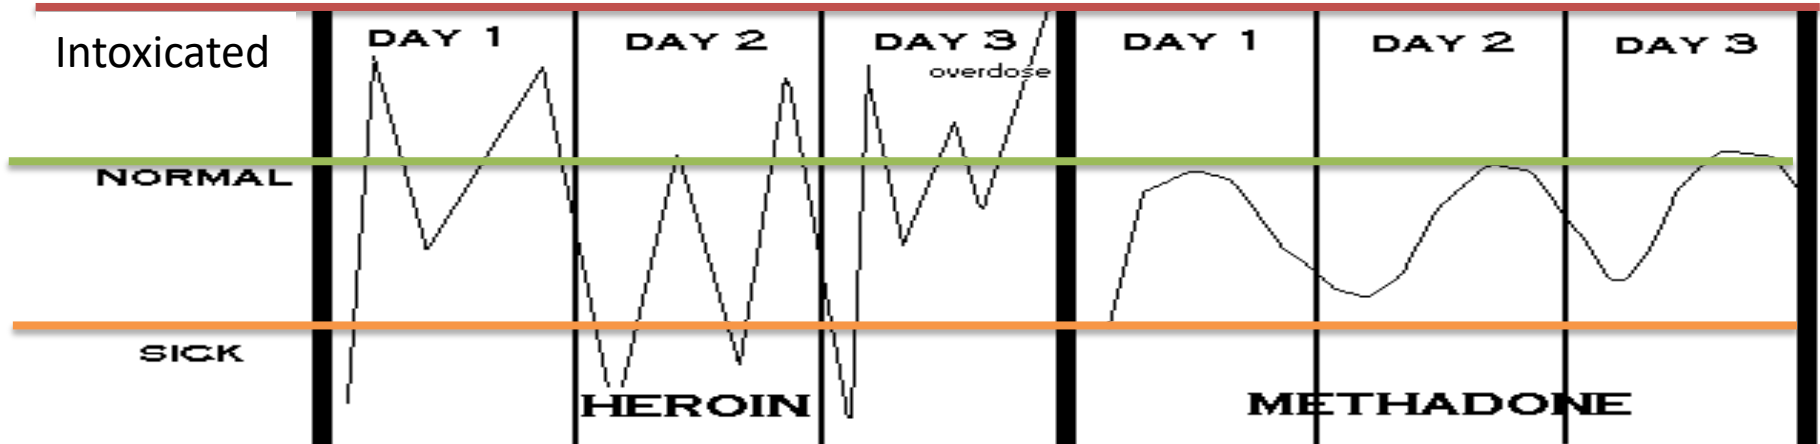 Intoxicated
DAY 1 DAY 2 DAY 3 DAY 1 DAY 2 DAY 3
overdose
NORMAL
SICK
HEROIN METHADONE